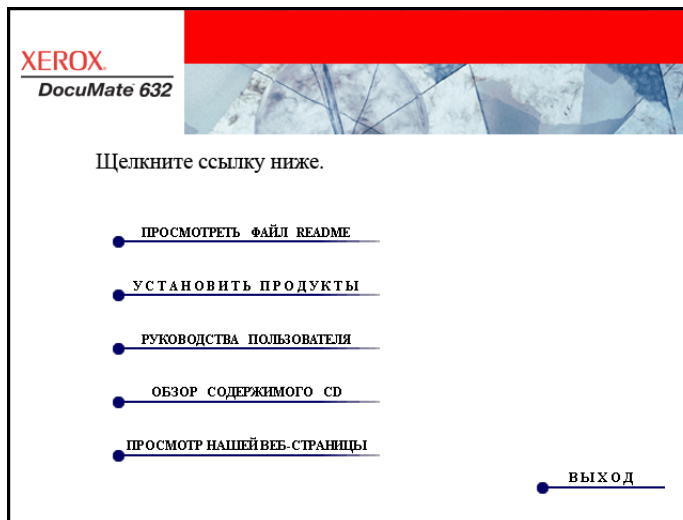 XEROX.
DocuMate 632
Щелкните ссылку ниже.
ПРОСМОТРЕТЬ ФАЙЛ README
УСТАНОВИТЬ ПРОДУКТЫ
РУКОВОДСТВА ПОЛЬЗОВАТЕЛЯ
ОБЗОР СОДЕРЖИМОГО CD
ПРОСМОТР НАШЕЙ ВЕБ-СТРАНИЦЫ
ВЫХОД